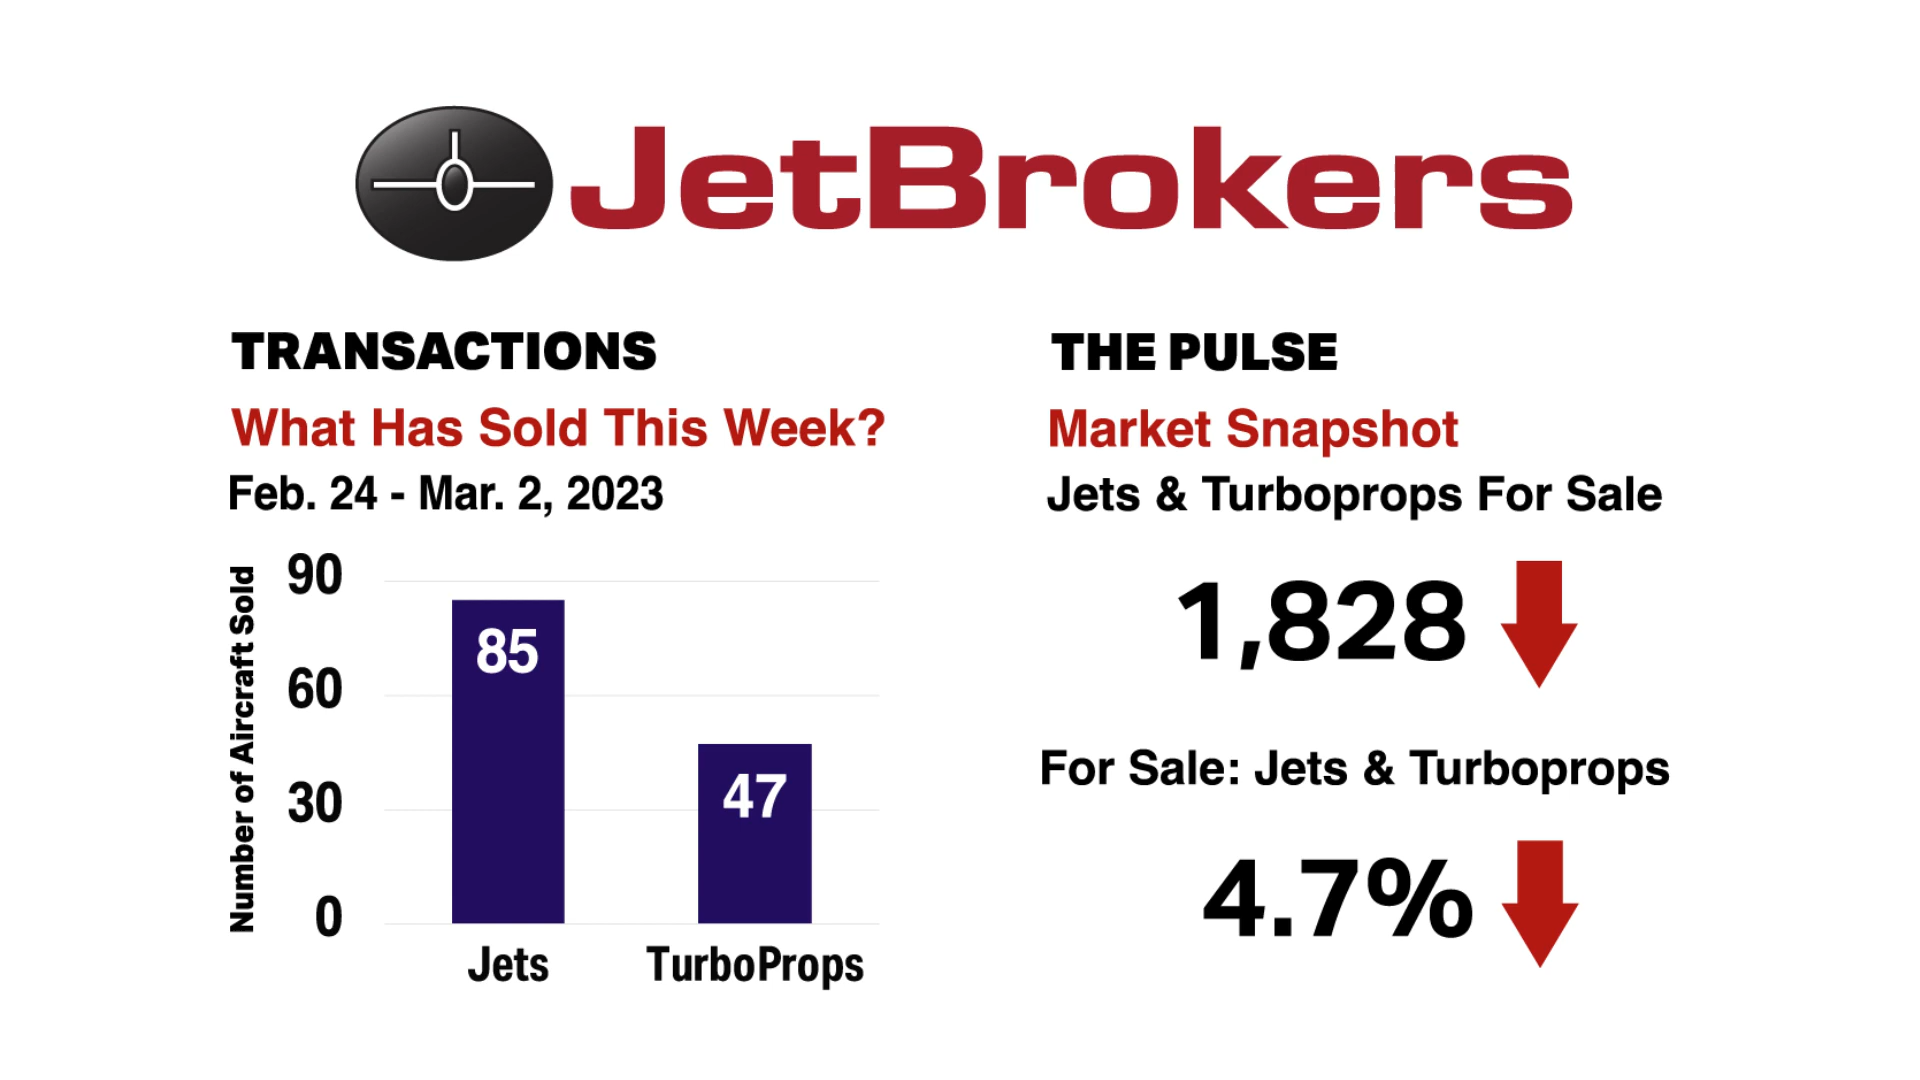 JetBrokers
TRANSACTIONS
What Has Sold This Week?
Feb. 24 - Mar. 2, 2023
Number of Aircraft Sold
90
60
30
0
85
47
Jets
TurboProps
THE PULSE
Market Snapshot
Jets & Turboprops For Sale
1,828
For Sale: Jets & Turboprops
4.7%